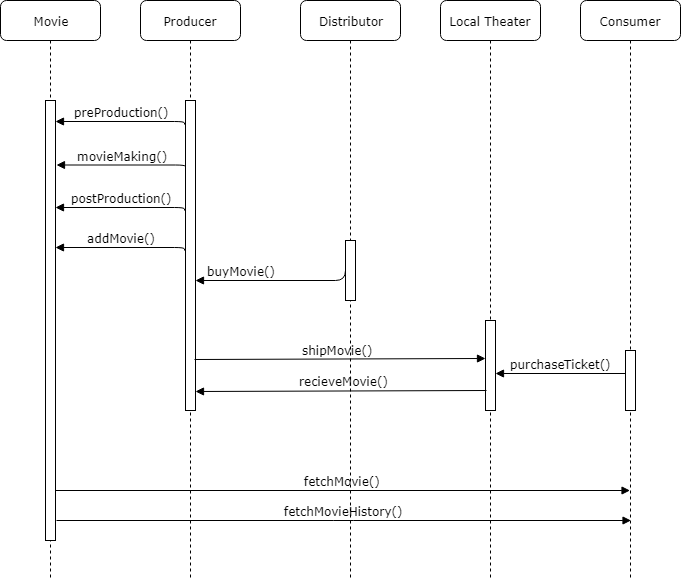 Movie
Producer
Distributor
Local Theater
Consumer
preProduction()
movieMaking()
postProduction()
addMovie()
buyMovie()
shipMovie()
purchaseTicket()
recieveMovie()
fetchMovie()
fetchMovieHistory()